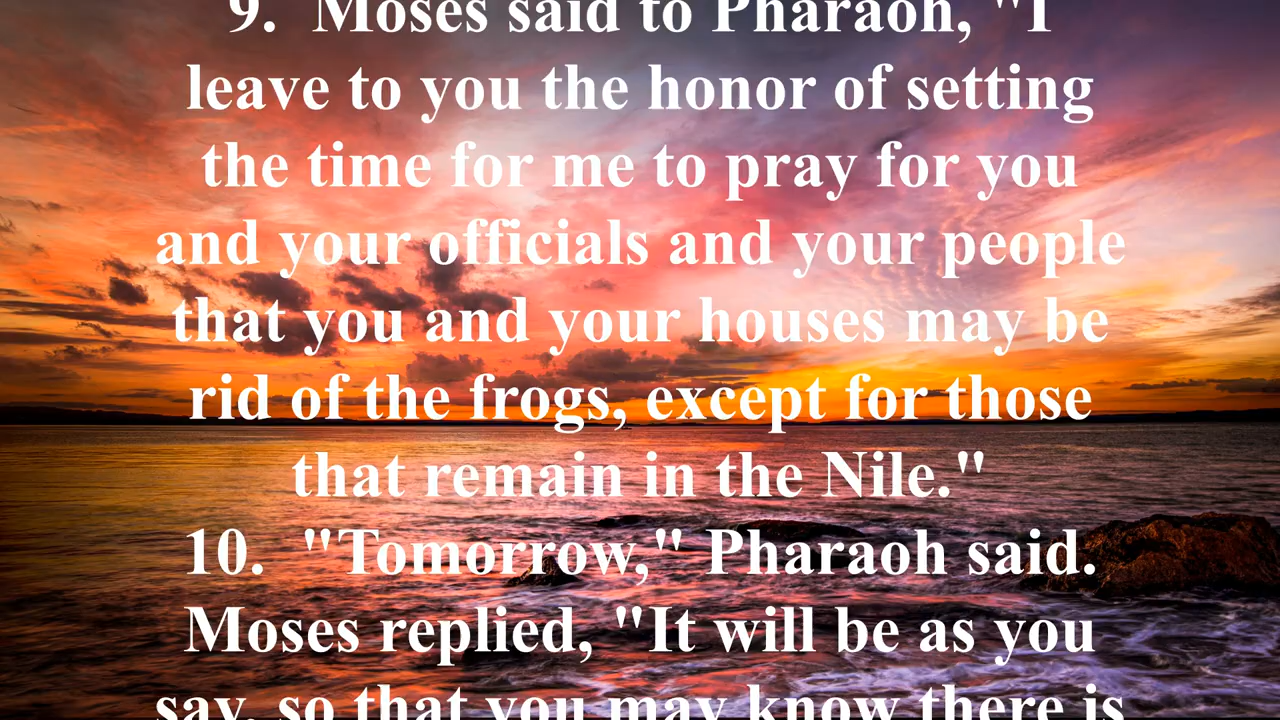 9.  Moses said to Pharaoh, "I
leave to you the honor of setting
the time for me to pray for you
and your officials and your people
that you and your houses may be
rid of the frogs, except for those
that remain in the Nile."
10.  "Tomorrow," Pharaoh said.
Moses replied, "It will be as you
say, so that you may know there is